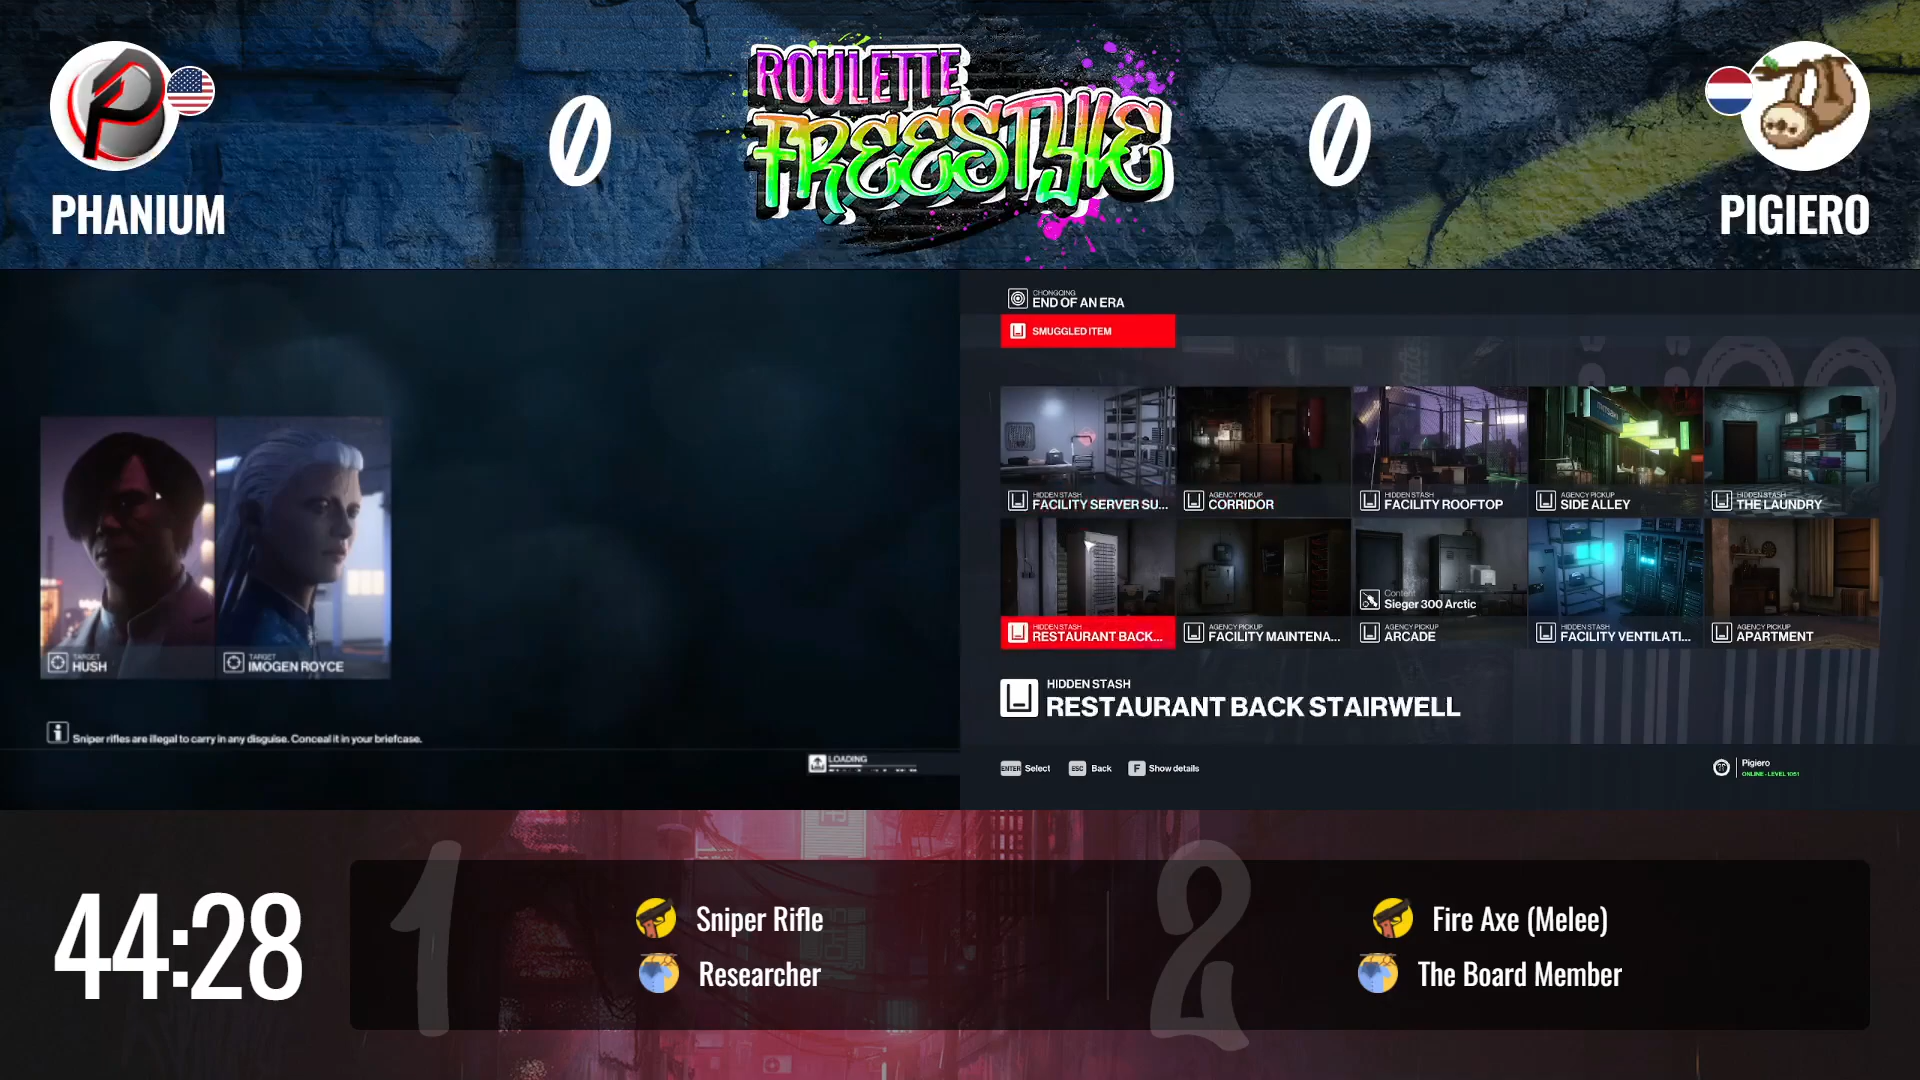 ROULETTE
FREESTYLE
0
0
PHANIUM
PIGIERO
TARGET
HUSH
TARGET
IMOGEN ROYCE
Sniper rifles are illegal to carry in any disguise. Conceal it in your briefcase.
LOADING
CHONGQING
END OF AN ERA
SMUGGLED ITEM
HIDDEN STASH
FACILITY SERVER SU...
AGENCY PICKUP
CORRIDOR
HIDDEN STASH
FACILITY ROOFTOP
AGENCY PICKUP
SIDE ALLEY
HIDDEN STASH
THE LAUNDRY
HIDDEN STASH
RESTAURANT BACK...
AGENCY PICKUP
FACILITY MAINTENA...
Content
Sieger 300 Arctic
AGENCY PICKUP
ARCADE
HIDDEN STASH
FACILITY VENTILATI...
AGENCY PICKUP
APARTMENT
HIDDEN STASH
RESTAURANT BACK STAIRWELL
ENTER Select
ESC Back
F Show details
Pigiero
ONLINE - LEVEL 1051
44:28
1
Sniper Rifle
Researcher
2
Fire Axe (Melee)
The Board Member